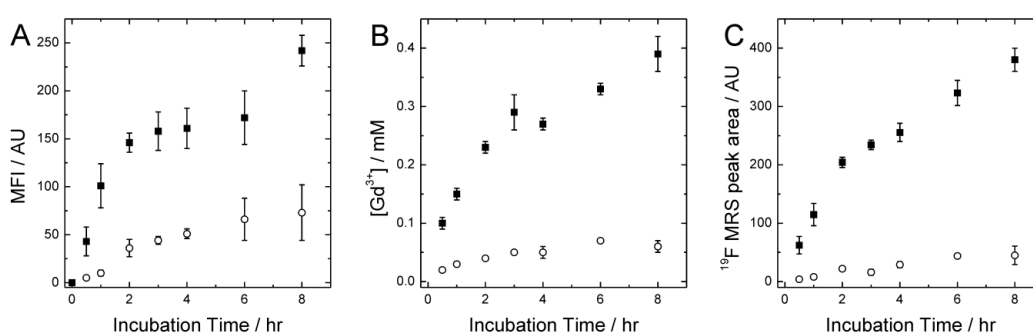 A
MFI / AU
250
200
150
100
50
0
0 2 4 6 8
Incubation Time / hr
B
[Gd³⁺] / mM
0.4
0.3
0.2
0.1
0.0
0 2 4 6 8
Incubation Time / hr
C
¹⁹F MRS peak area / AU
400
300
200
100
0
0 2 4 6 8
Incubation Time / hr